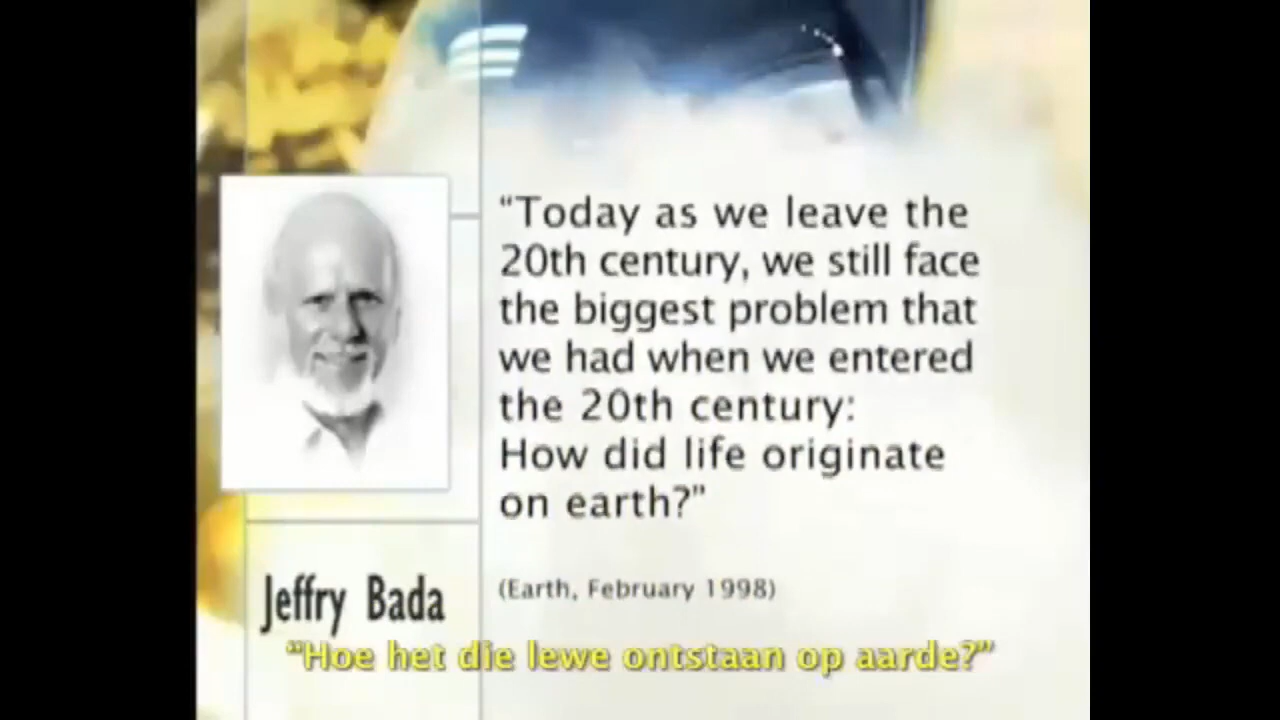 “Today as we leave the
20th century, we still face
the biggest problem that
we had when we entered
the 20th century:
How did life originate
on earth?”
(Earth, February 1998)
Jeffry Bada
“Hoe het die lewe ontstaan op aarde?”